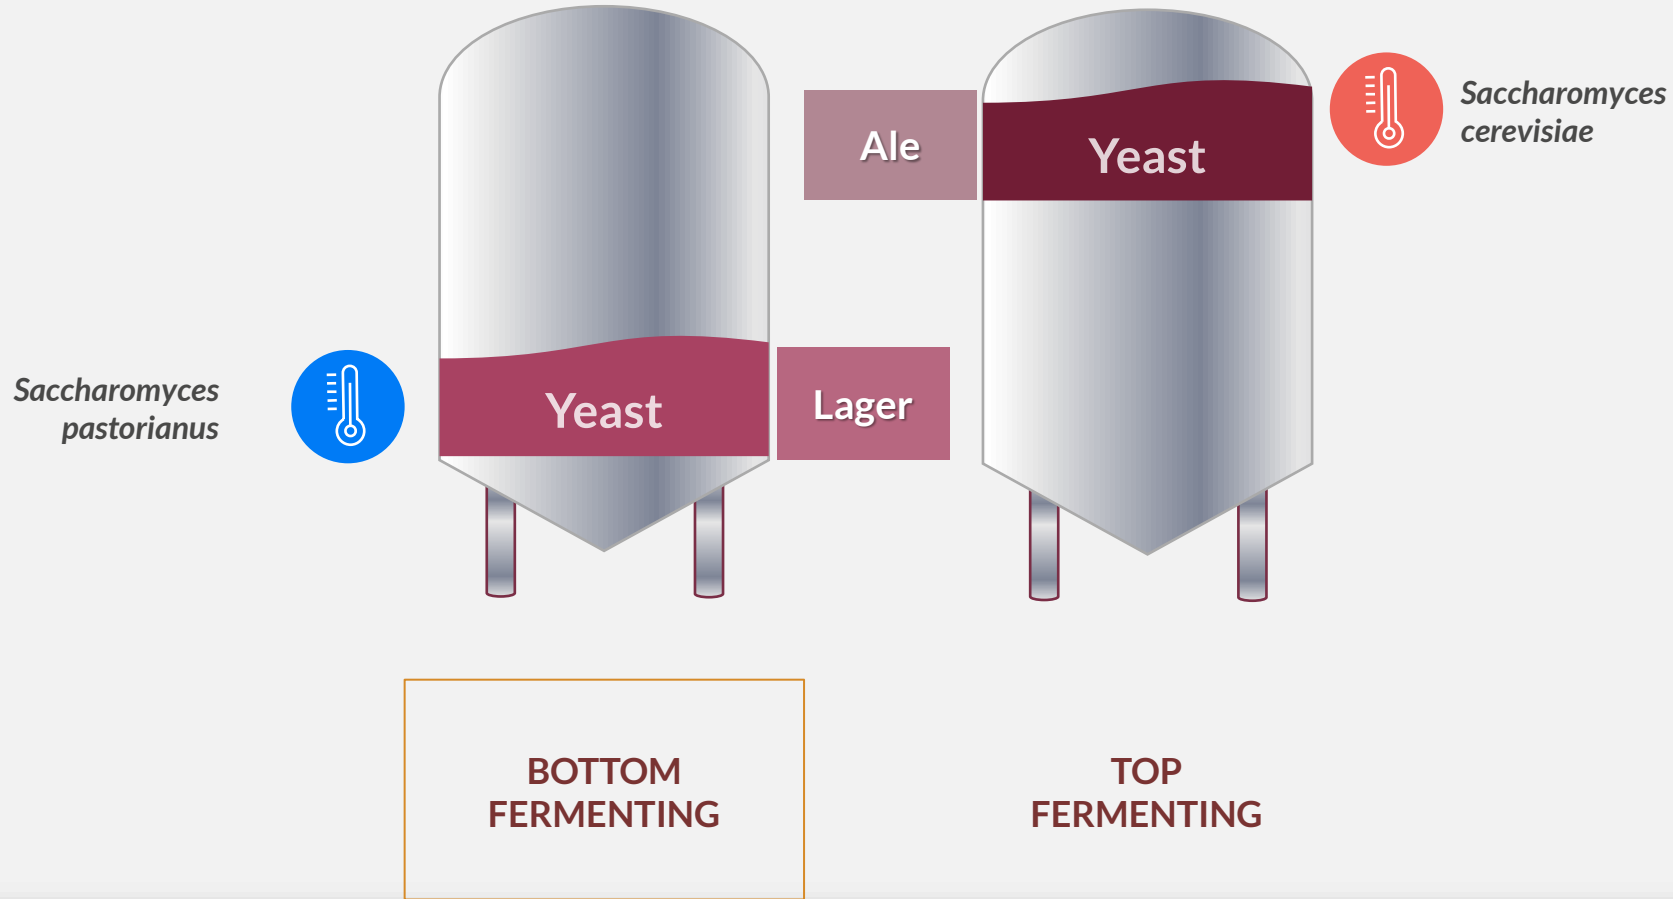 Saccharomyces
cerevisiae
Ale
Yeast
Saccharomyces
pastorianus
Yeast
Lager
BOTTOM
FERMENTING
TOP
FERMENTING